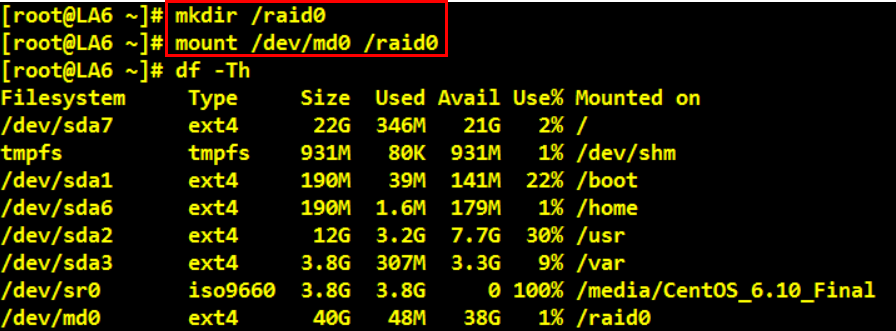 [root@LA6 ~]# mkdir /raid0
[root@LA6 ~]# mount /dev/md0 /raid0
[root@LA6 ~]# df -Th
Filesystem     Type     Size  Used Avail Use% Mounted on
/dev/sda7      ext4      22G  346M   21G   2% /
tmpfs          tmpfs    931M   80K  931M   1% /dev/shm
/dev/sda1      ext4     190M   39M  141M  22% /boot
/dev/sda6      ext4     190M  1.6M  179M   1% /home
/dev/sda2      ext4      12G  3.2G  7.7G  30% /usr
/dev/sda3      ext4     3.8G  307M  3.3G   9% /var
/dev/sr0       iso9660  3.8G  3.8G     0 100% /media/CentOS_6.10_Final
/dev/md0       ext4      40G   48M   38G   1% /raid0